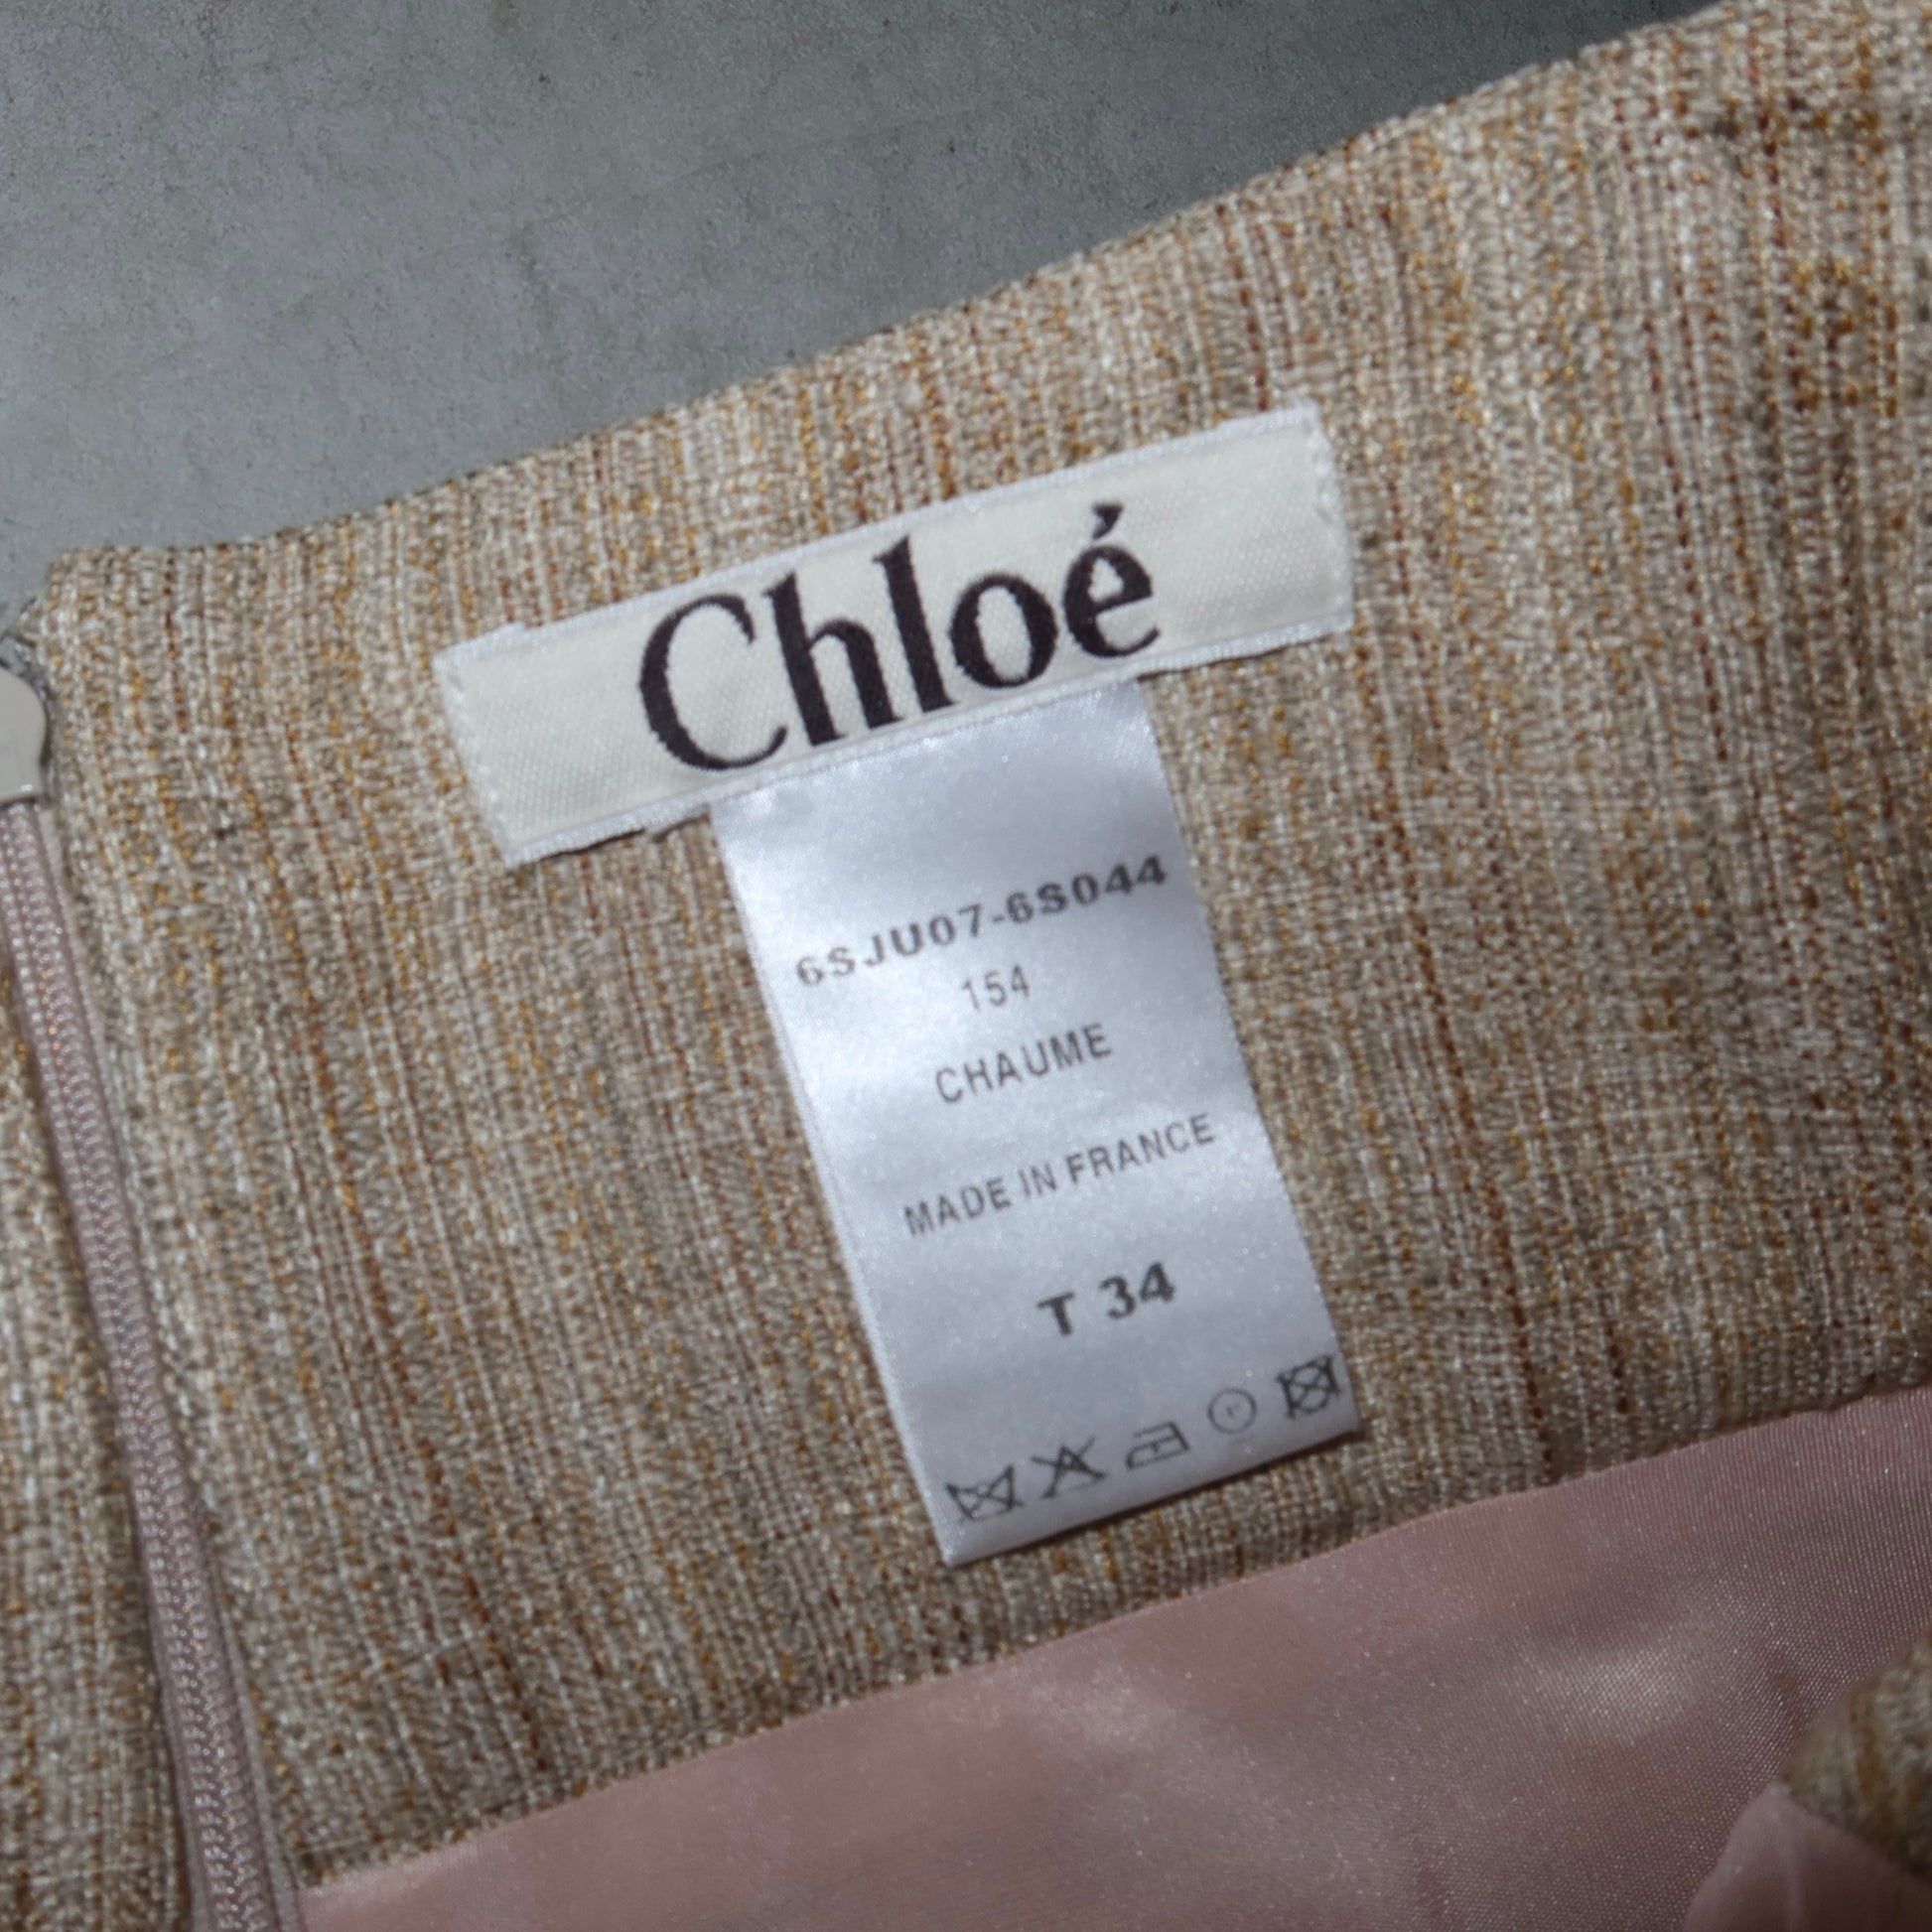 Chloé
6SJU07-6S044
154
CHAUME
MADE IN FRANCE
T 34